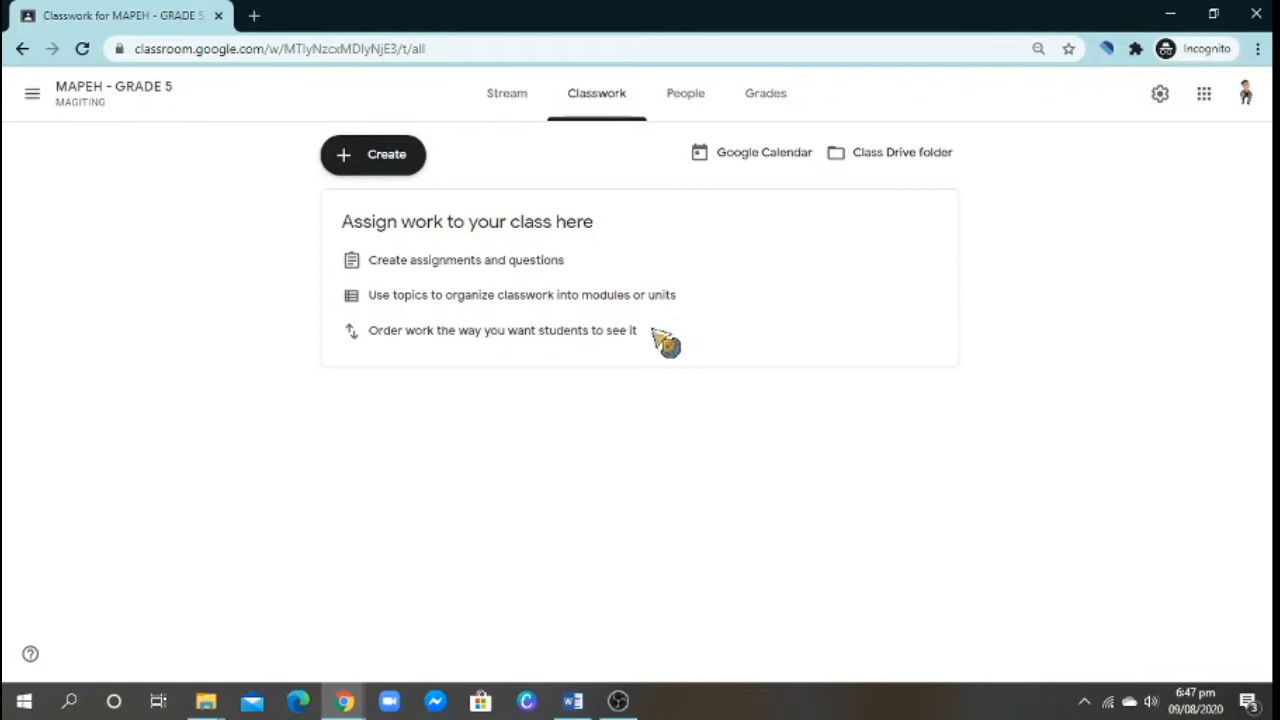 Classwork for MAPEH - GRADE 5
classroom.google.com/w/MTIyNzcxMDIyNjE3/t/all
Incognito
MAPEH - GRADE 5
MAGITING
Stream
Classwork
People
Grades
Create
Google Calendar
Class Drive folder
Assign work to your class here
Create assignments and questions
Use topics to organize classwork into modules or units
Order work the way you want students to see it
6:47 pm
09/08/2020
3